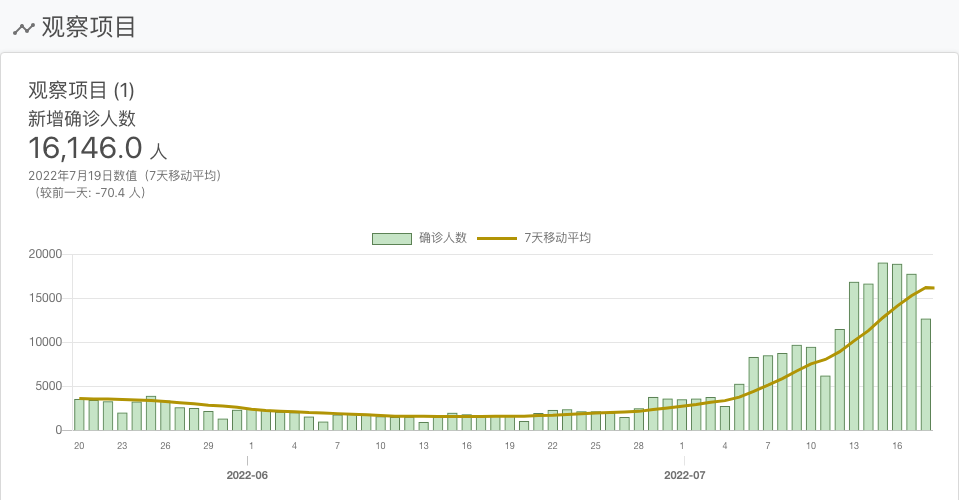 观察项目
观察项目 (1)
新增确诊人数
16,146.0 人
2022年7月19日数值（7天移动平均）
（较前一天: -70.4 人）
确诊人数 7天移动平均
20000
15000
10000
5000
0
20 23 26 29 1 4 7 10 13 16 19 22 25 28 1 4 7 10 13 16
2022-06 2022-07